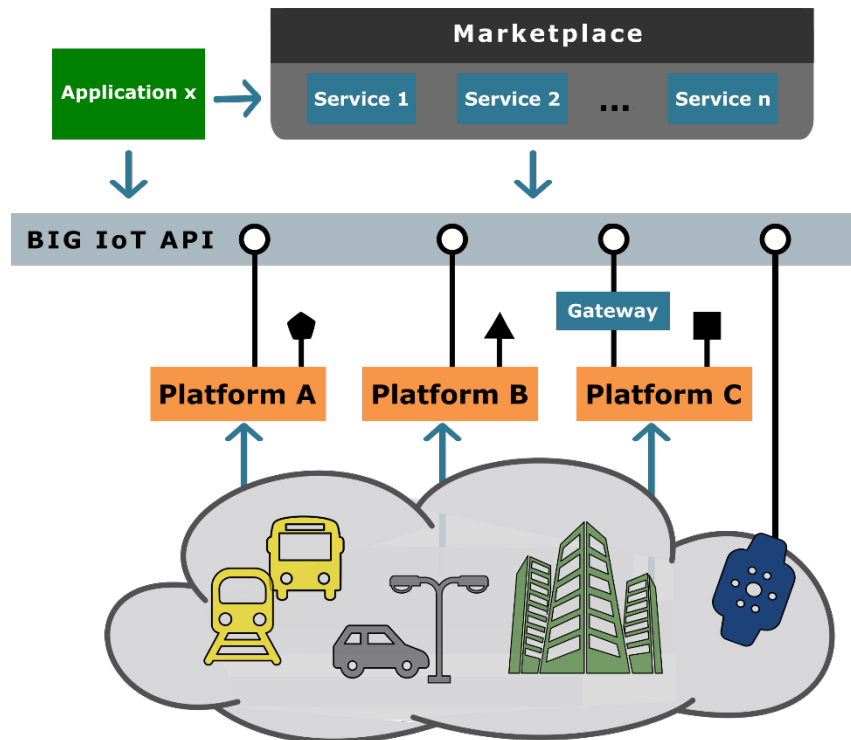 Marketplace
Application x
Service 1
Service 2
...
Service n
BIG IoT API
Gateway
Platform A
Platform B
Platform C